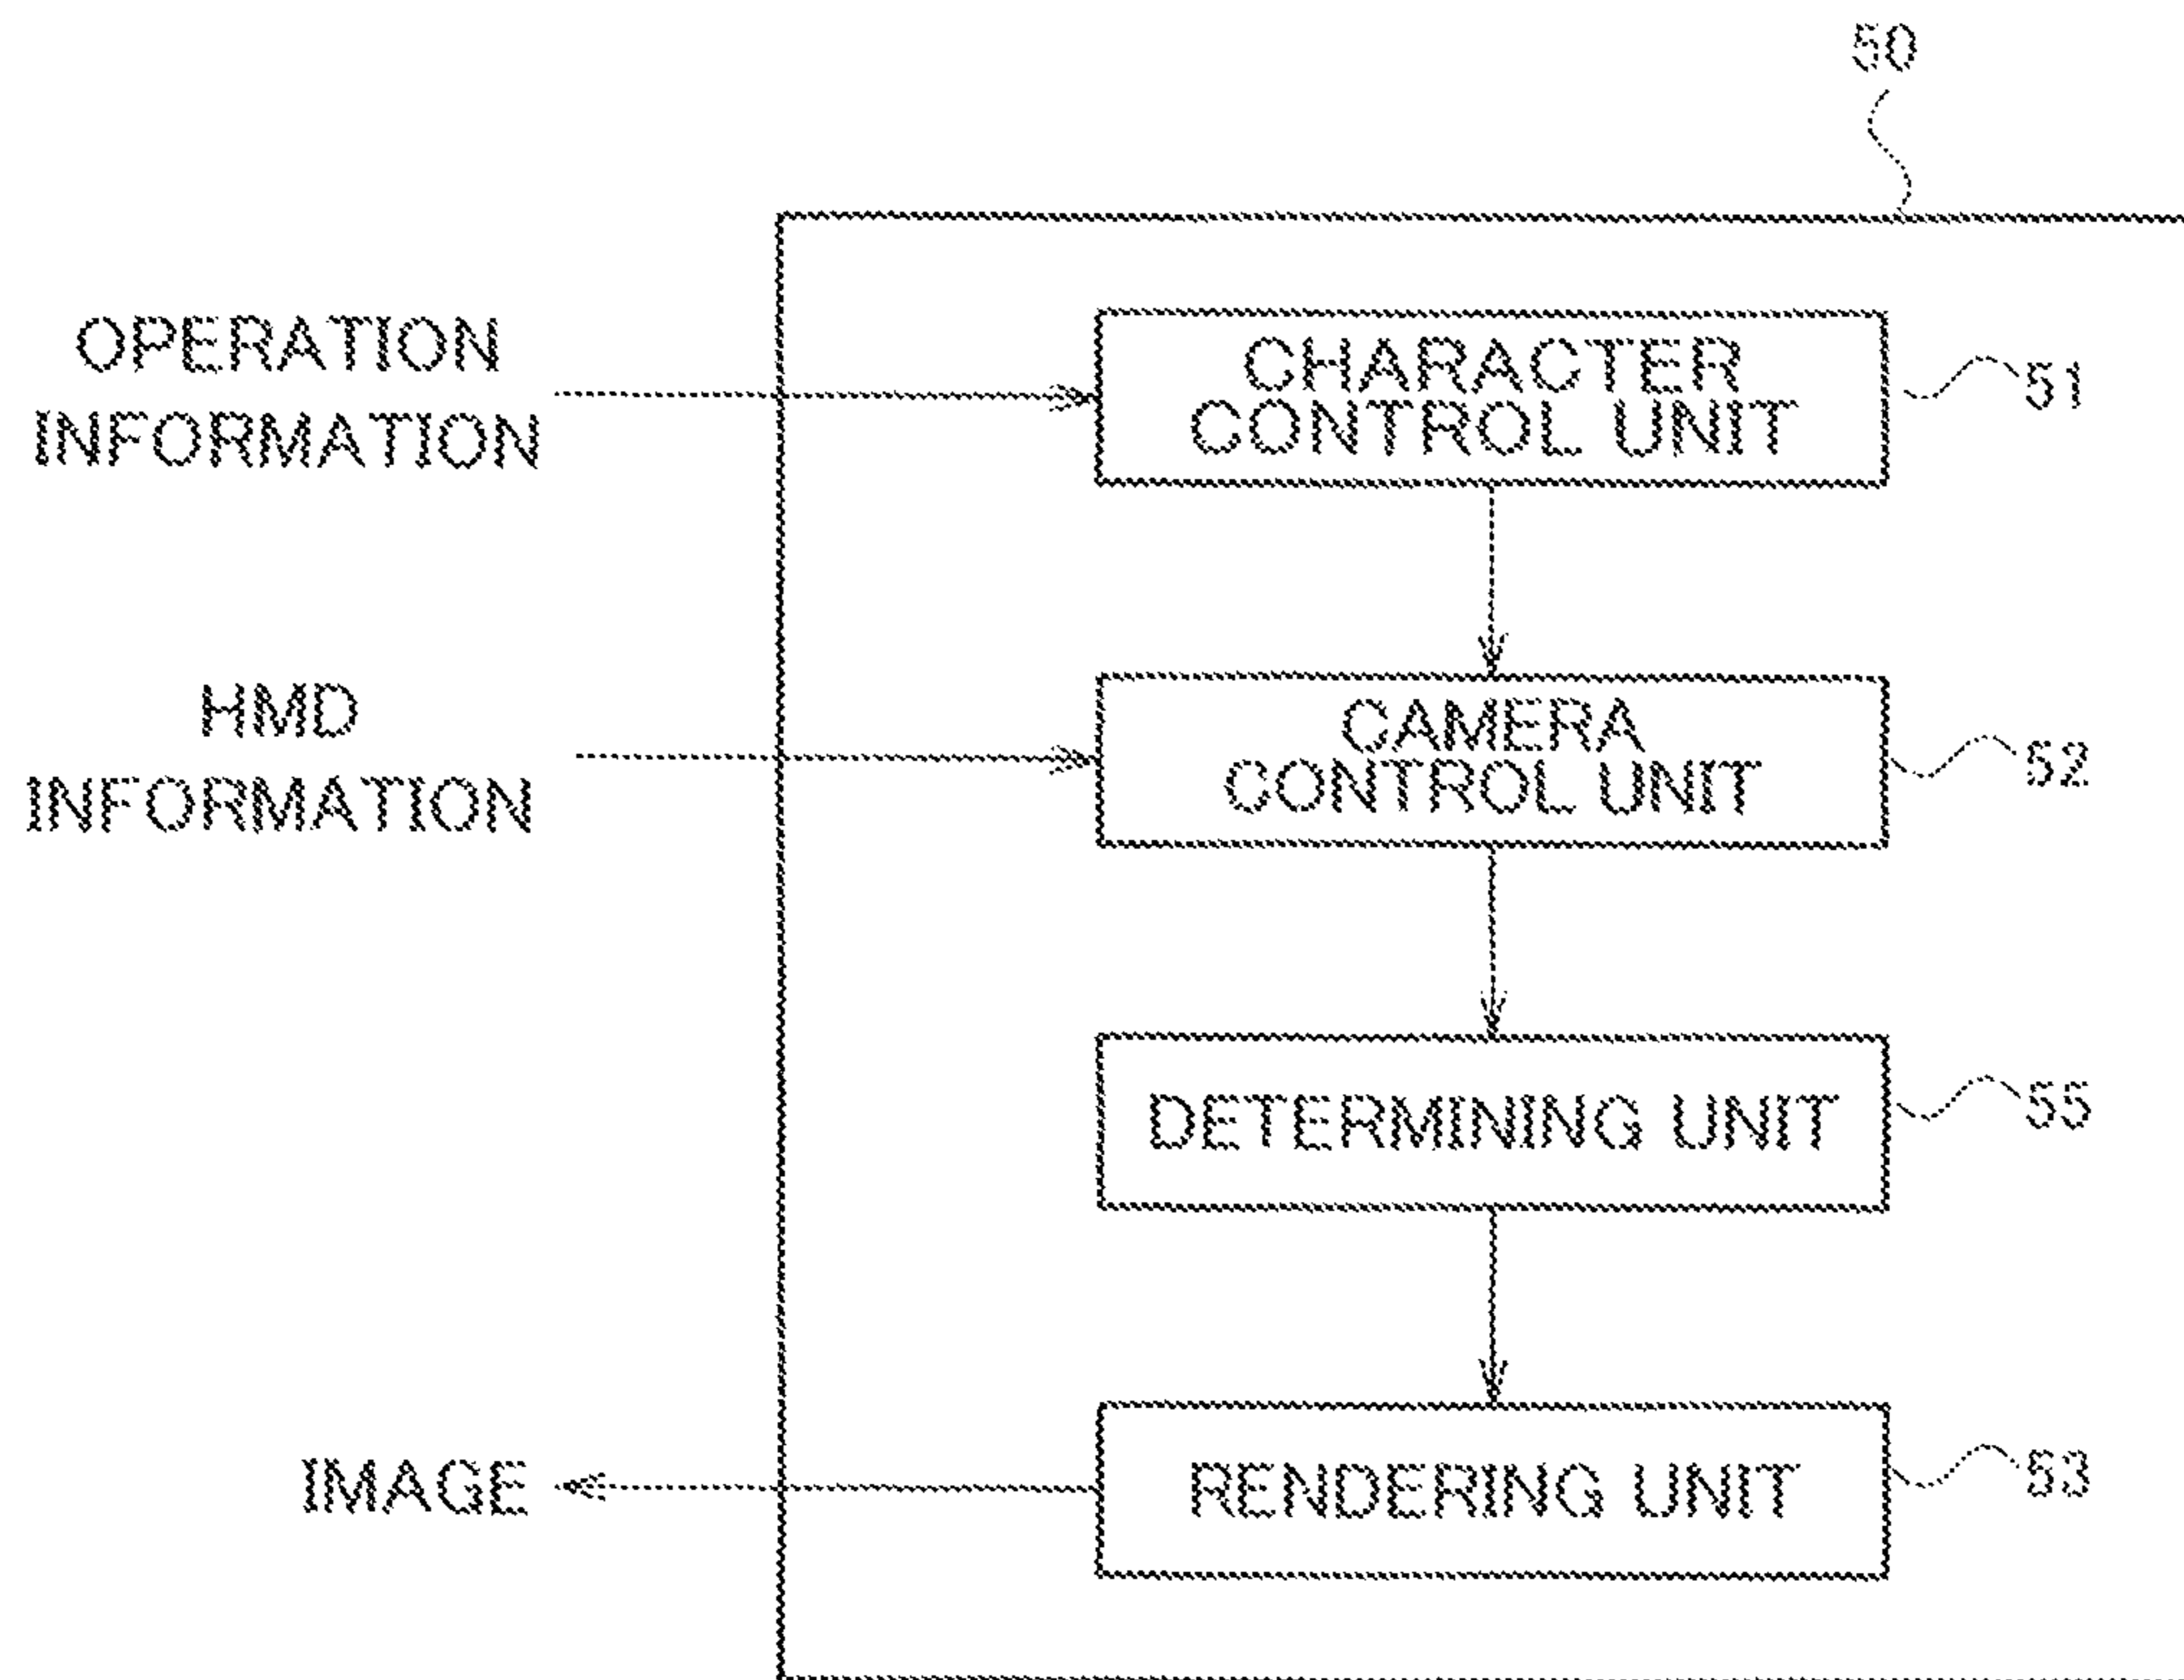 50
OPERATION
INFORMATION
CHARACTER
CONTROL UNIT
51
HMD
INFORMATION
CAMERA
CONTROL UNIT
52
DETERMINING UNIT
55
IMAGE
RENDERING UNIT
53